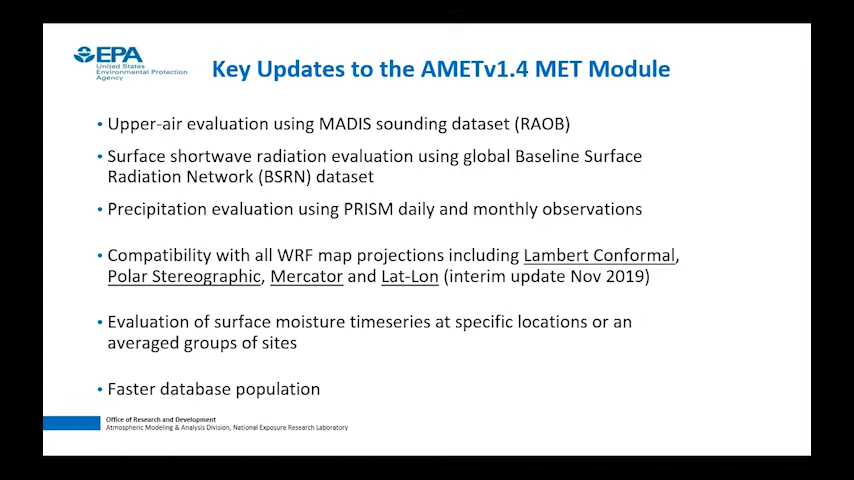 EPA
United States
Environmental Protection
Agency
Key Updates to the AMETv1.4 MET Module
• Upper-air evaluation using MADIS sounding dataset (RAOB)
• Surface shortwave radiation evaluation using global Baseline Surface
Radiation Network (BSRN) dataset
• Precipitation evaluation using PRISM daily and monthly observations
• Compatibility with all WRF map projections including Lambert Conformal,
Polar Stereographic, Mercator and Lat-Lon (interim update Nov 2019)
• Evaluation of surface moisture timeseries at specific locations or an
averaged groups of sites
• Faster database population
Office of Research and Development
Atmospheric Modeling & Analysis Division, National Exposure Research Laboratory